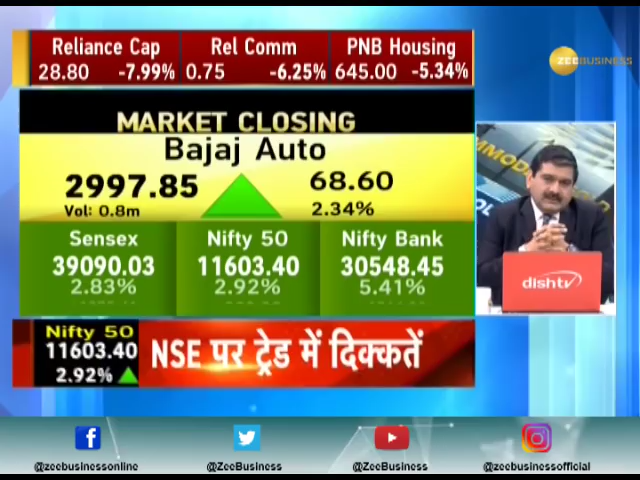 Reliance Cap
28.80 -7.99%
Rel Comm
0.75 -6.25%
PNB Housing
645.00 -5.34%
ZEEBUSINESS
MARKET CLOSING
Bajaj Auto
2997.85
68.60
Vol: 0.8m
2.34%
Sensex
39090.03
2.83%
Nifty 50
11603.40
2.92%
Nifty Bank
30548.45
5.41%
dishtv
Nifty 50
11603.40
2.92%
NSE पर ट्रेड में दिक्कतें
@zeebusinessonline
@ZeeBusiness
@ZeeBusiness
@zeebusinessofficial